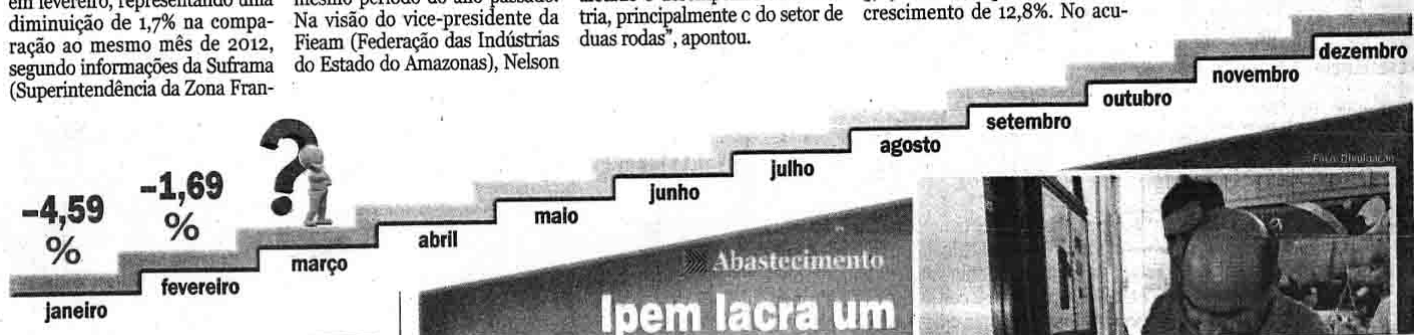 em fevereiro, representando uma
diminuição de 1,7% na compa-
ração ao mesmo mês de 2012,
segundo informações da Suframa
(Superintendência da Zona Fran-
mesmo período do ano passado.
Na visão do vice-presidente da
Fieam (Federação das Indústrias
do Estado do Amazonas), Nelson
tria, principalmente c do setor de
duas rodas", apontou.
crescimento de 12,8%. No acu-
-4,59
%
janeiro
-1,69
%
fevereiro
?
março
abril
maio
junho
julho
agosto
setembro
outubro
novembro
dezembro
Foto: Divulgação
Abastecimento
Ipem lacra um